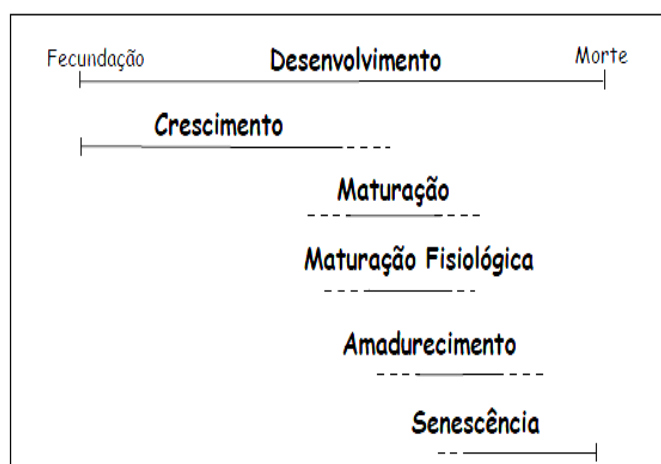 Fecundação Desenvolvimento Morte
Crescimento
Maturação
Maturação Fisiológica
Amadurecimento
Senescência